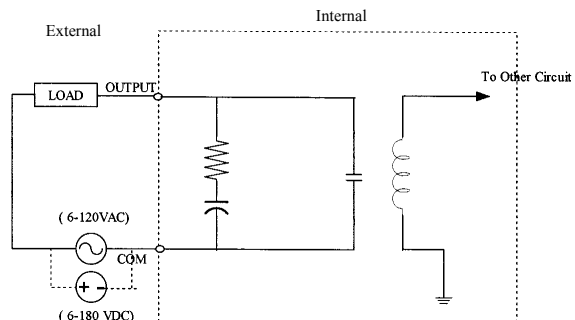 Internal
External
To Other Circuit
OUTPUT
LOAD
( 6-120VAC)
COM
+ -
( 6-180 VDC)